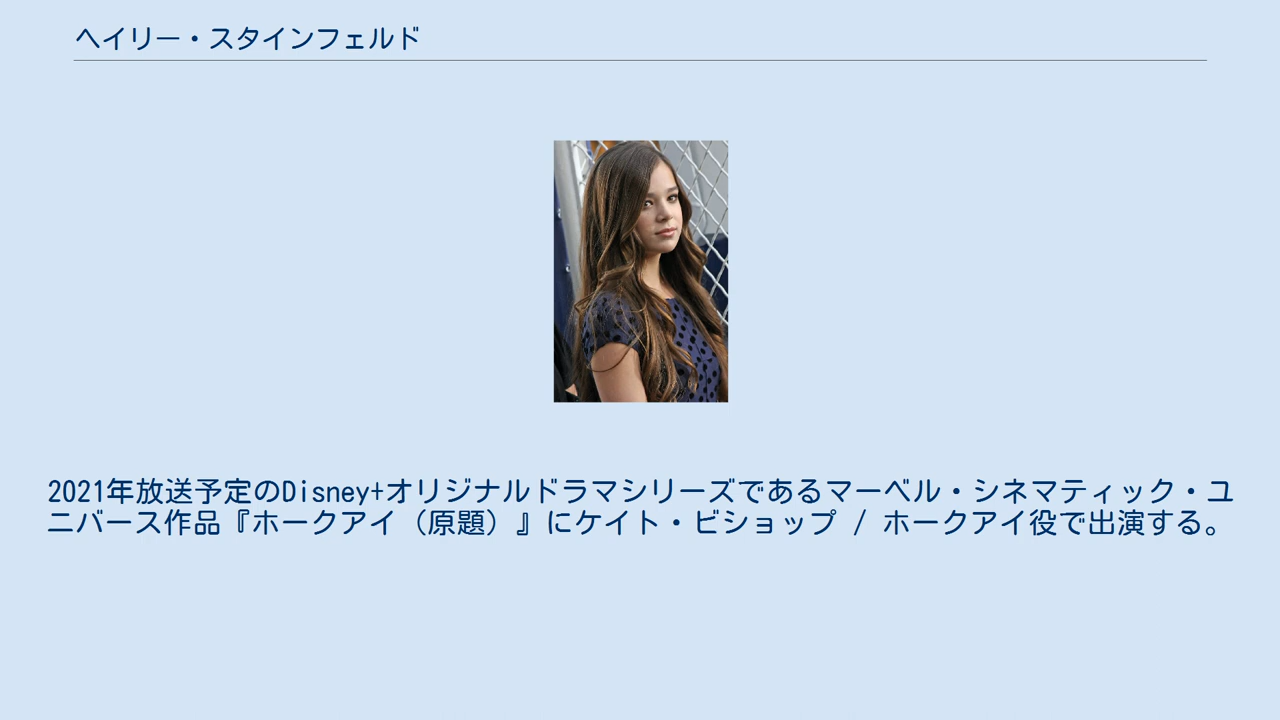 ヘイリー・スタインフェルド
2021年放送予定のDisney+オリジナルドラマシリーズであるマーベル・シネマティック・ユ
ニバース作品『ホークアイ（原題）』にケイト・ビショップ / ホークアイ役で出演する。